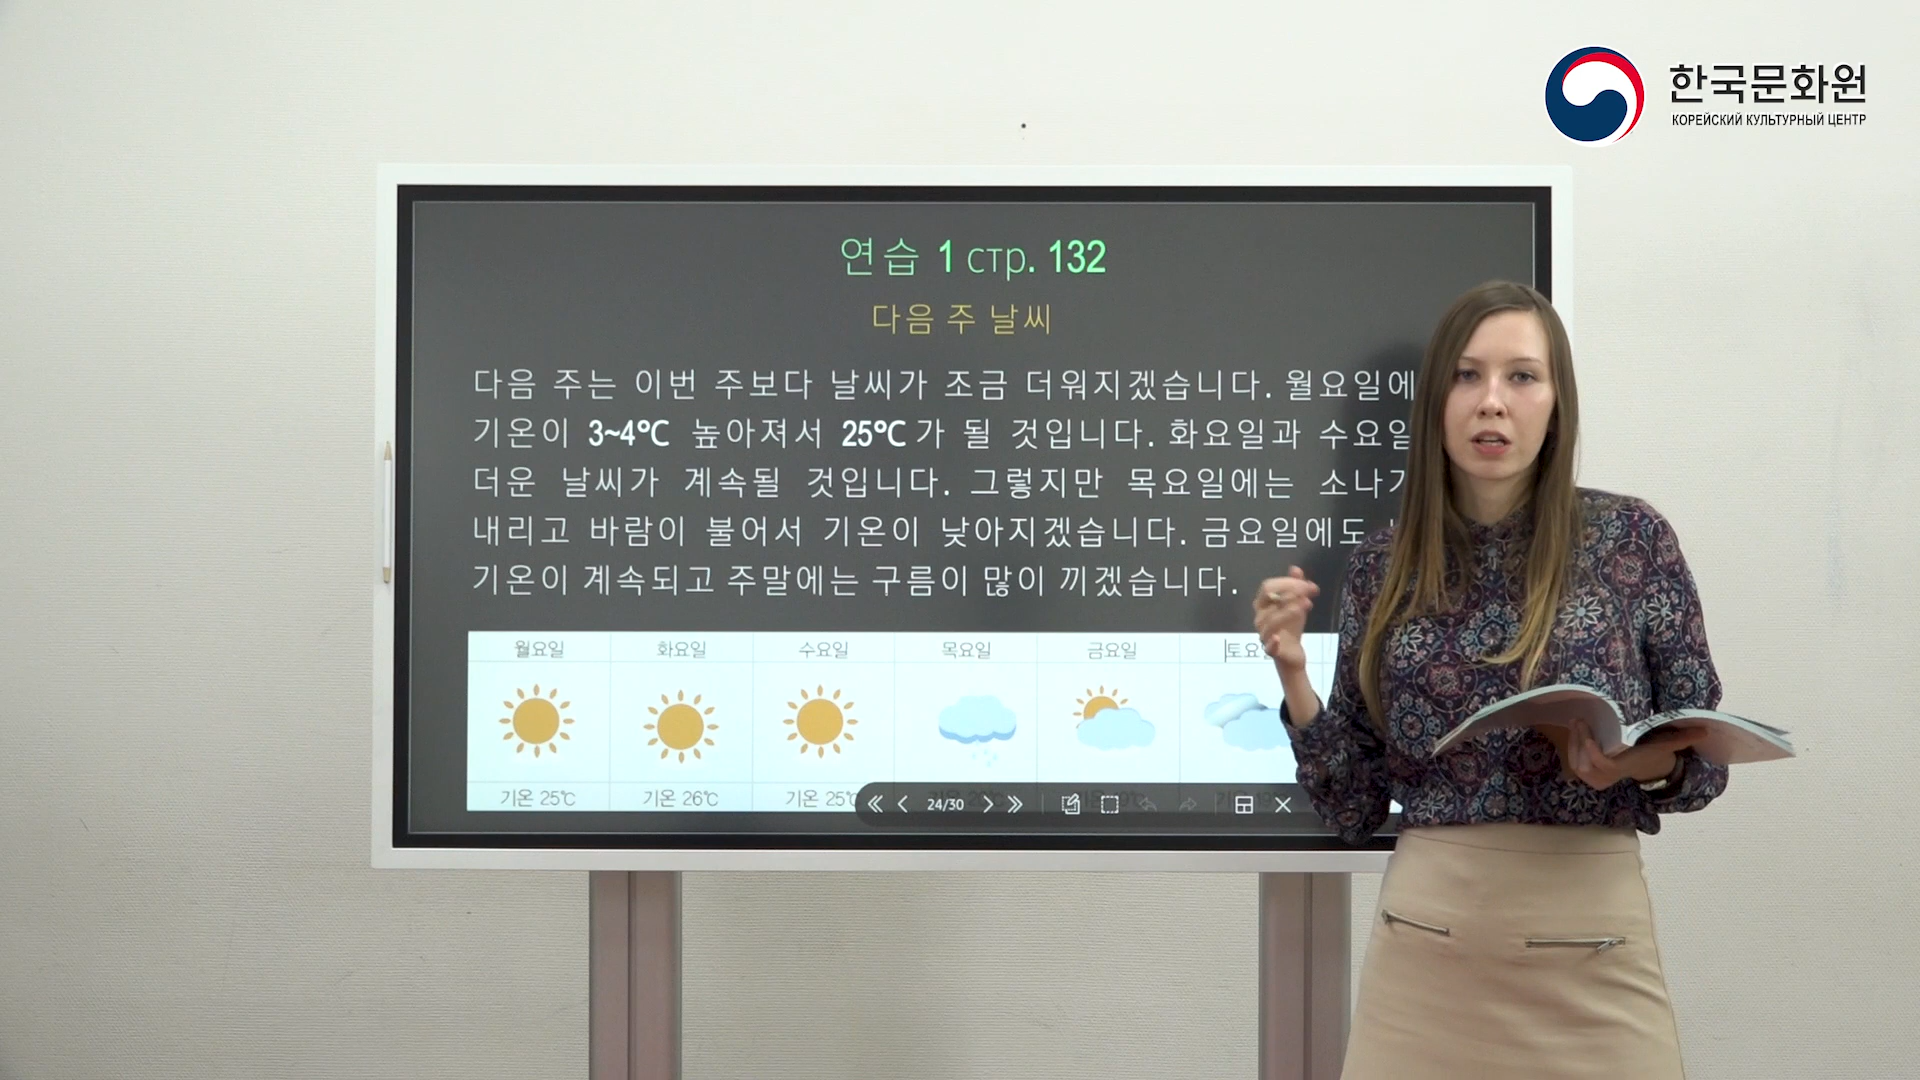 한국문화원
КОРЕЙСКИЙ КУЛЬТУРНЫЙ ЦЕНТР
연습 1 стр. 132
다음 주 날씨
다음 주는 이번 주보다 날씨가 조금 더워지겠습니다. 월요일에
기온이 3~4℃ 높아져서 25℃가 될 것입니다. 화요일과 수요일
더운 날씨가 계속될 것입니다. 그렇지만 목요일에는
내리고 바람이 불어서 기온이 낮아지겠습니다. 금요일에도
기온이 계속되고 주말에는 구름이 많이 끼겠습니다.
월요일 화요일 수요일 목요일 금요일
기온 25℃ 기온 26℃ 기온 25℃
24/30